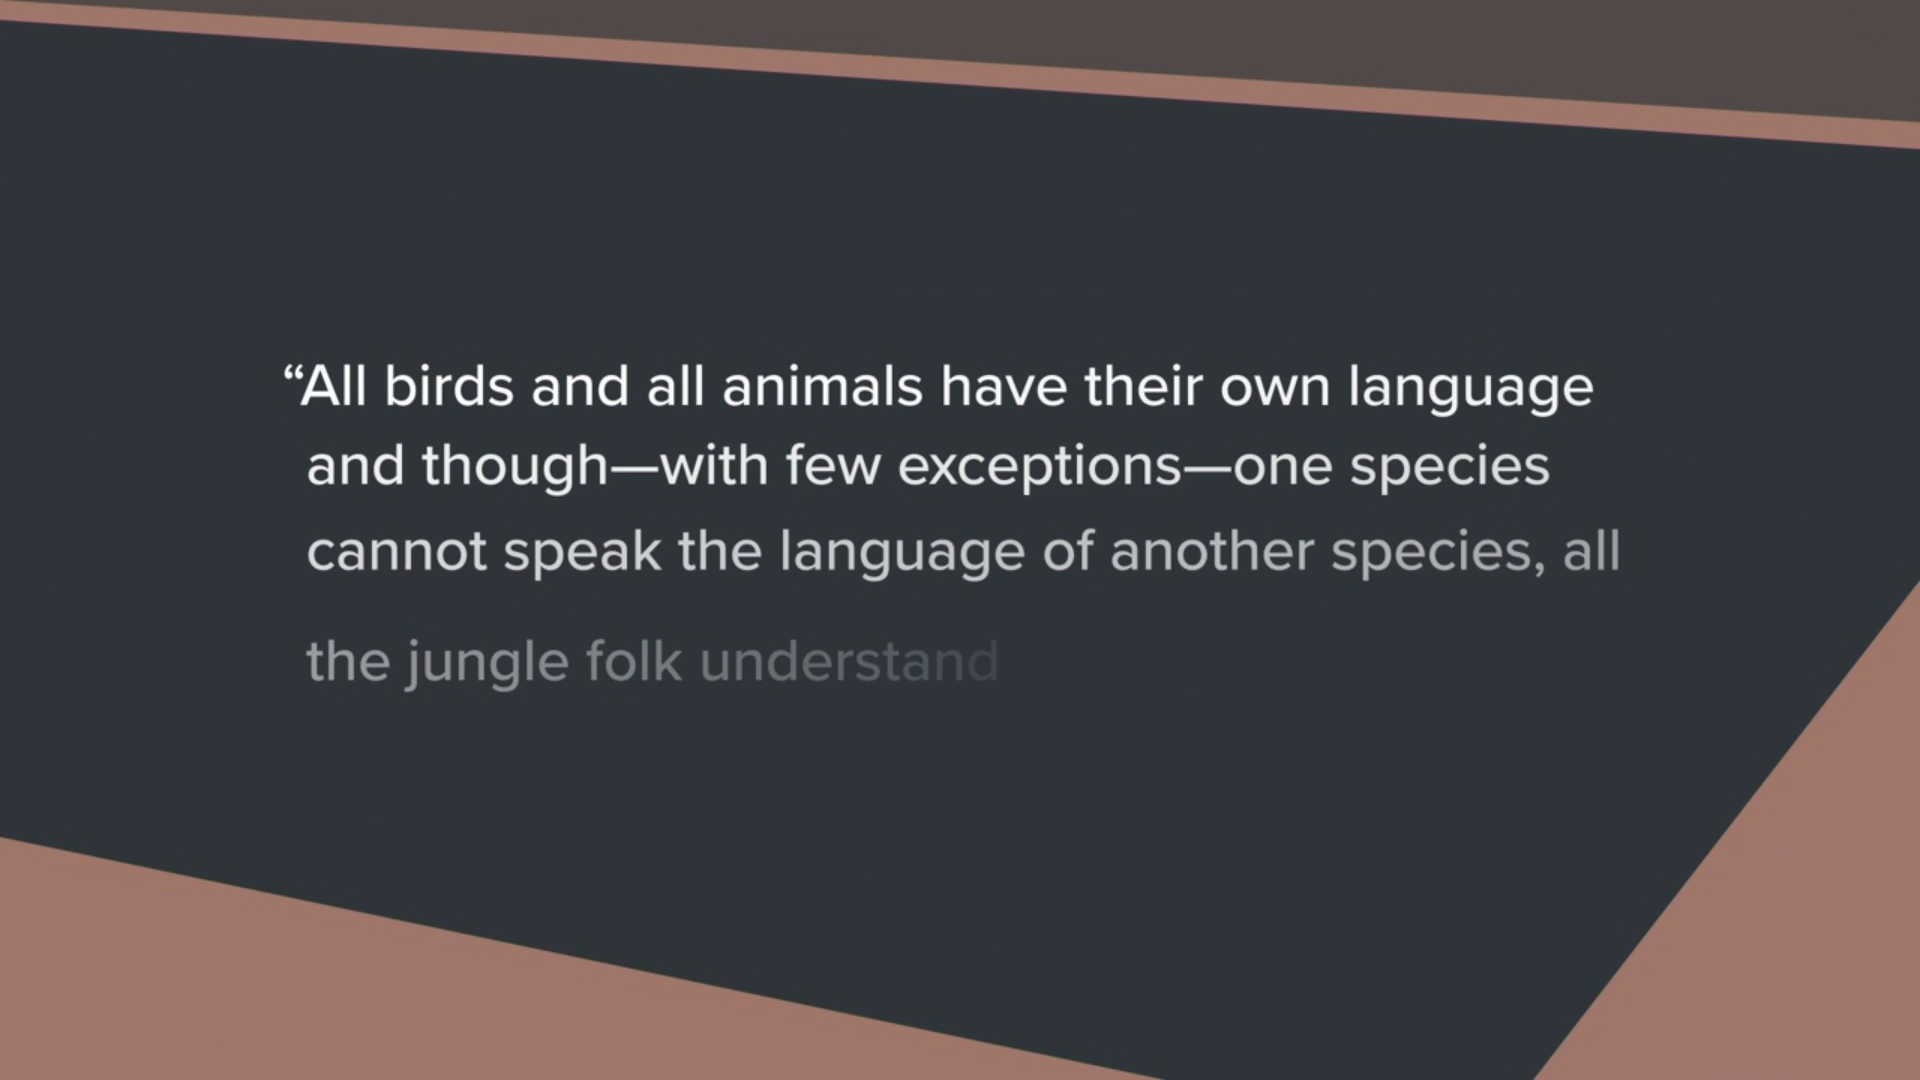 “All birds and all animals have their own language
and though—with few exceptions—one species
cannot speak the language of another species, all
the jungle folk understand